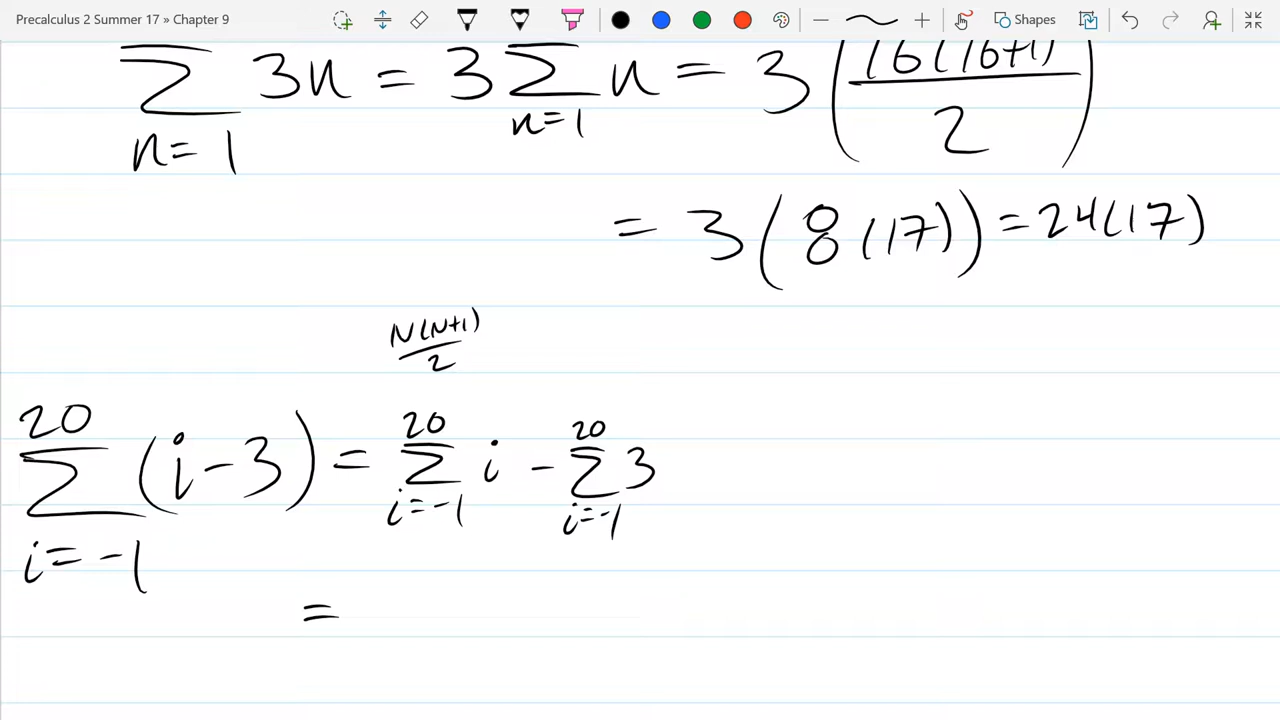 Precalculus 2 Summer 17 » Chapter 9 Shapes
∑ 3n = 3 ∑ n = 3 ( 16(16+1) / 2 )
n=1 n=1
= 3(8(17)) = 24(17)
N(N+1) / 2
20 20 20
∑ (i-3) = ∑ i - ∑ 3
i=-1 i=-1 i=-1
=